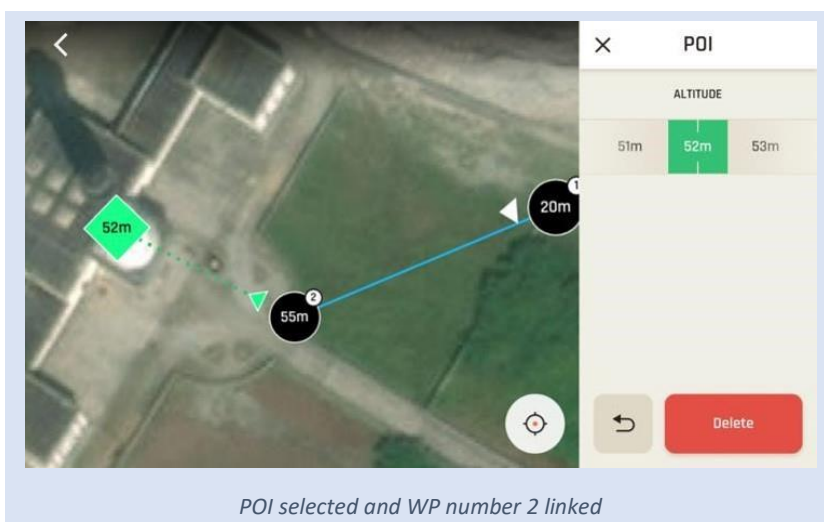 POI
ALTITUDE
51m 52m 53m
1
20m
52m
2
55m
Delete
POI selected and WP number 2 linked